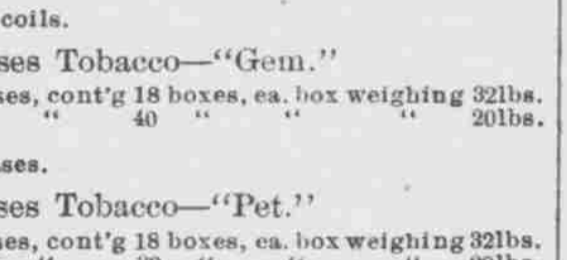 coils.
ses Tobacco—“Gem.”
ses, cont'g 18 boxes, ea. box weighing 32lbs.
“ 40 “ “ “ 20lbs.
ses.
ses Tobacco—“Pet.”
es, cont'g 18 boxes, ea. box weighing 32lbs.